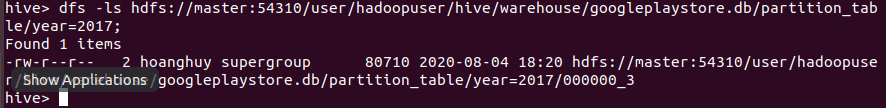 hive> dfs -ls hdfs://master:54310/user/hadoopuser/hive/warehouse/googleplaystore.db/partition_tab
le/year=2017;
Found 1 items
-rw-r--r--   2 hoanghuy supergroup      80710 2020-08-04 18:20 hdfs://master:54310/user/hadoopuse
r/ Show Applications /googleplaystore.db/partition_table/year=2017/000000_3
hive>